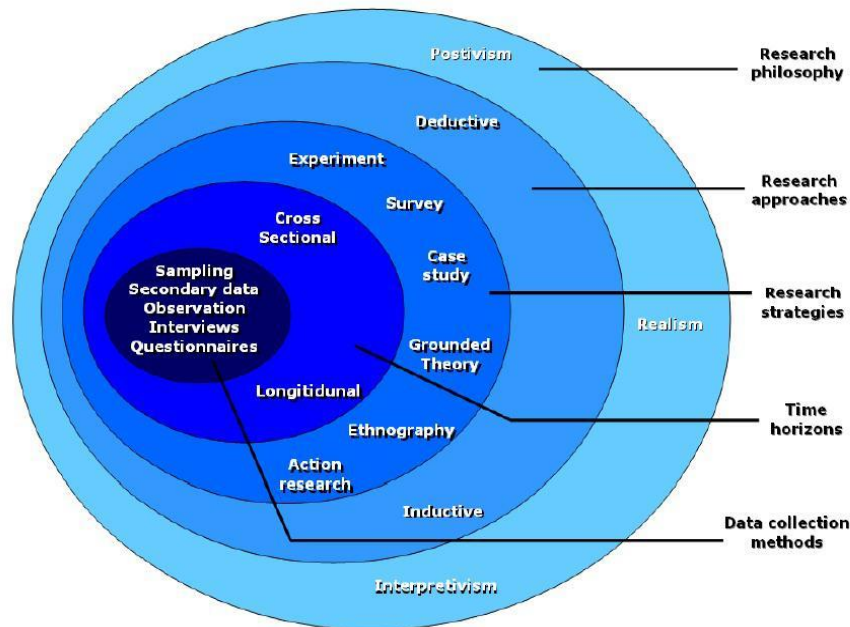 Postivism
Research
philosophy
Deductive
Experiment
Research
approaches
Survey
Cross
Sectional
Case
study
Sampling
Secondary data
Observation
Interviews
Questionnaires
Research
strategies
Realism
Grounded
Theory
Longitidunal
Time
horizons
Ethnography
Action
research
Inductive
Data collection
methods
Interpretivism